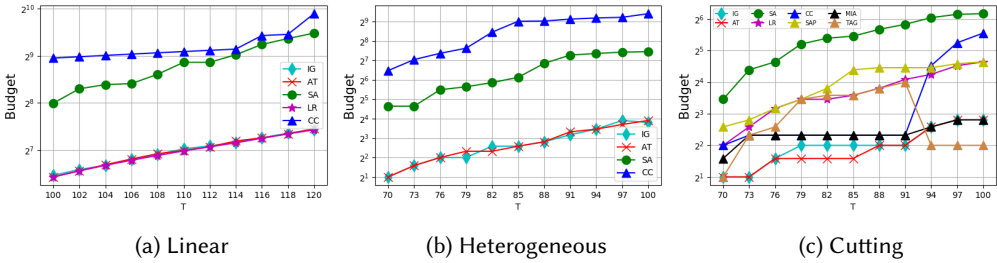 2^10
2^9
2^8
2^7
Budget
IG
AT
SA
LR
CC
100 102 104 106 108 110 112 114 116 118 120
T
(a) Linear
2^9
2^8
2^7
2^6
2^5
2^4
2^3
2^2
2^1
Budget
IG
AT
SA
CC
70 73 76 79 82 85 88 91 94 97 100
T
(b) Heterogeneous
2^6
2^5
2^4
2^3
2^2
2^1
Budget
IG SA CC MIA
AT LR SAP TAG
70 73 76 79 82 85 88 91 94 97 100
T
(c) Cutting